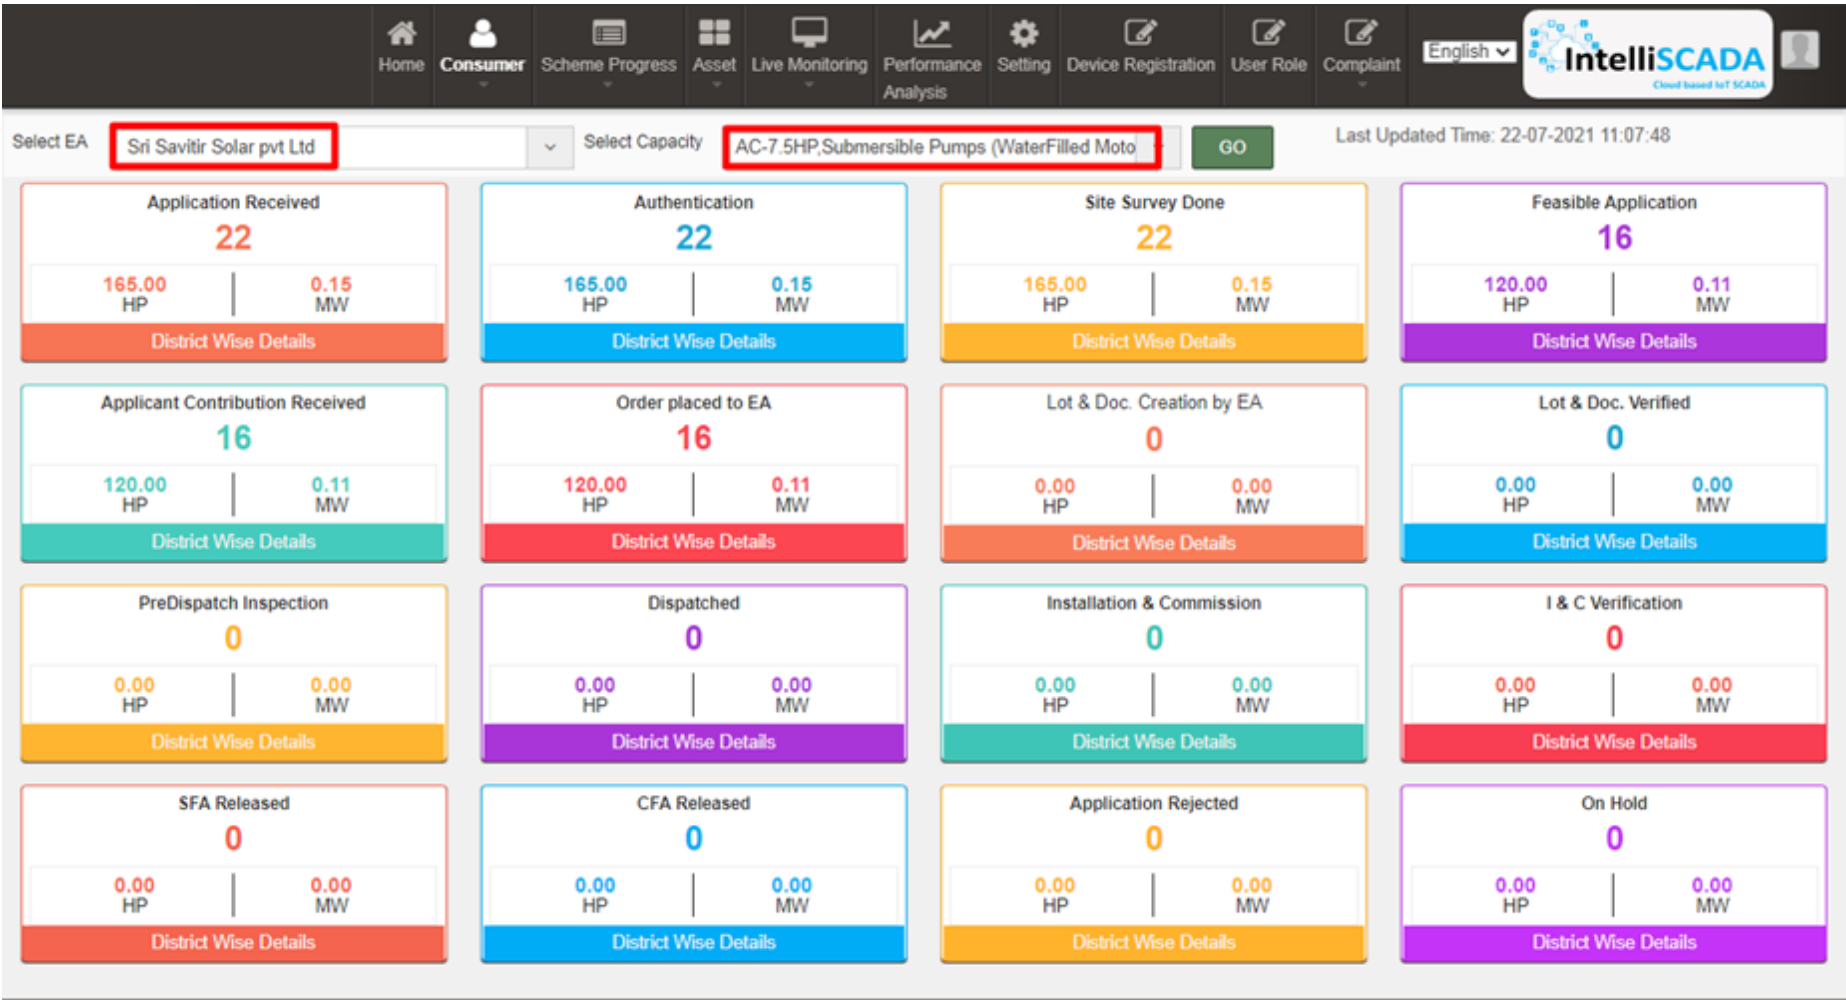 Home Consumer Scheme Progress Asset Live Monitoring Performance Analysis Setting Device Registration User Role Complaint English IntelliSCADA
Cloud based IoT SCADA
Select EA Sri Savitir Solar pvt Ltd Select Capacity AC-7.5HP,Submersible Pumps (WaterFilled Moto GO Last Updated Time: 22-07-2021 11:07:48
Application Received Authentication Site Survey Done Feasible Application
22 22 22 16
165.00 0.15 165.00 0.15 165.00 0.15 120.00 0.11
HP MW HP MW HP MW HP MW
District Wise Details District Wise Details District Wise Details District Wise Details
Applicant Contribution Received Order placed to EA Lot & Doc. Creation by EA Lot & Doc. Verified
16 16 0 0
120.00 0.11 120.00 0.11 0.00 0.00 0.00 0.00
HP MW HP MW HP MW HP MW
District Wise Details District Wise Details District Wise Details District Wise Details
PreDispatch Inspection Dispatched Installation & Commission I & C Verification
0 0 0 0
0.00 0.00 0.00 0.00 0.00 0.00 0.00 0.00
HP MW HP MW HP MW HP MW
District Wise Details District Wise Details District Wise Details District Wise Details
SFA Released CFA Released Application Rejected On Hold
0 0 0 0
0.00 0.00 0.00 0.00 0.00 0.00 0.00 0.00
HP MW HP MW HP MW HP MW
District Wise Details District Wise Details District Wise Details District Wise Details